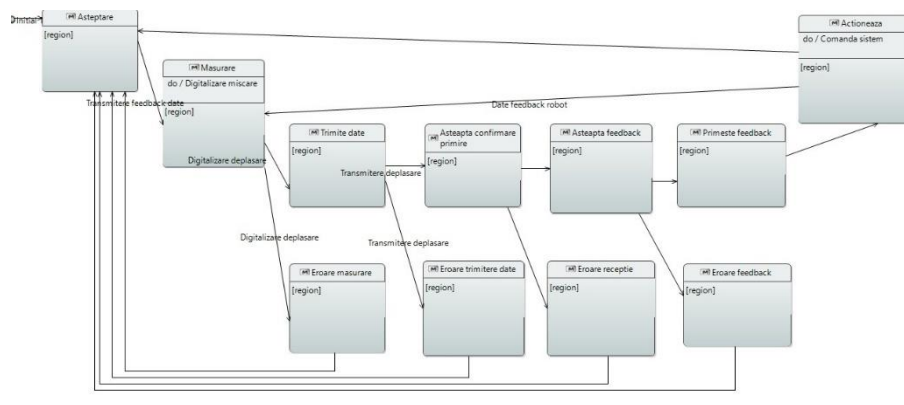 Initial
Asteptare
[region]
Actioneaza
do / Comanda sistem
[region]
Masurare
do / Digitalizare miscare
[region]
Transmitere feedback date
Date feedback robot
Trimite date
[region]
Asteapta confirmare
primire
[region]
Asteapta feedback
[region]
Primeste feedback
[region]
Digitalizare deplasare
Transmitere deplasare
Digitalizare deplasare
Transmitere deplasare
Eroare masurare
[region]
Eroare trimitere date
[region]
Eroare receptie
[region]
Eroare feedback
[region]